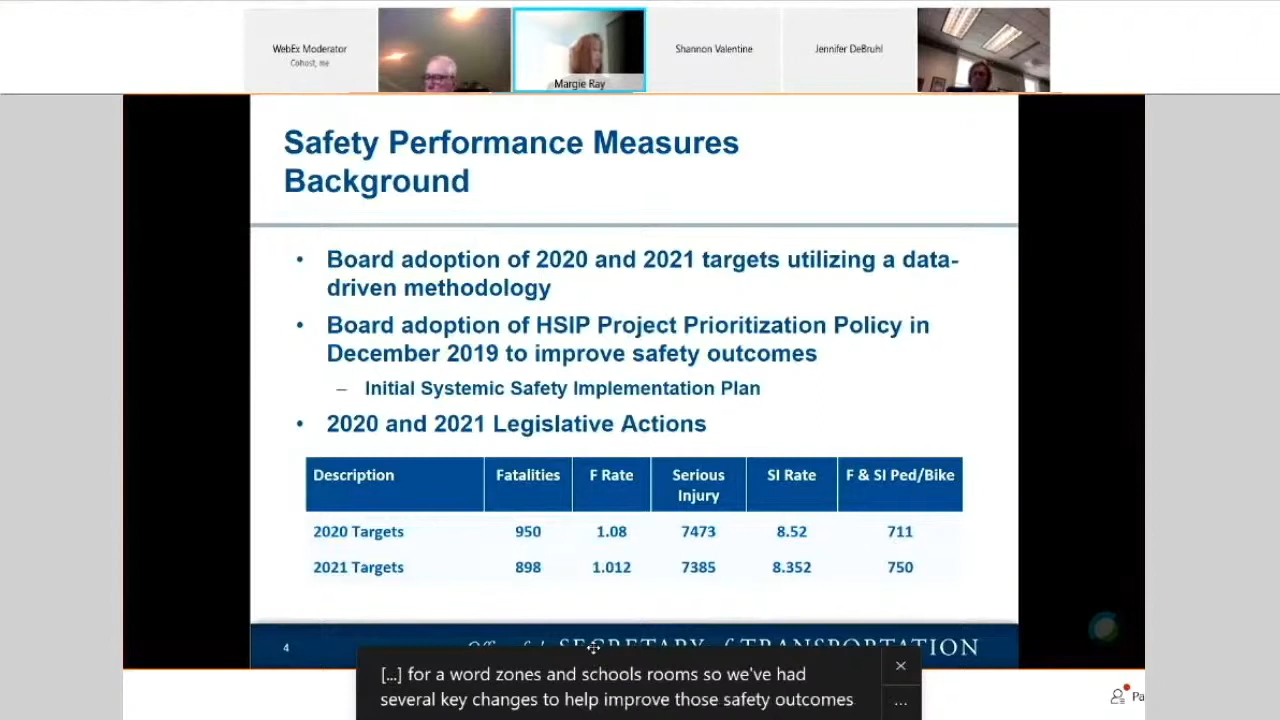 WebEx Moderator
Cohost, me
Margie Ray
Shannon Valentine
Jennifer DeBruhl
Safety Performance Measures
Background
• Board adoption of 2020 and 2021 targets utilizing a data-
driven methodology
• Board adoption of HSIP Project Prioritization Policy in
December 2019 to improve safety outcomes
– Initial Systemic Safety Implementation Plan
• 2020 and 2021 Legislative Actions
Description Fatalities F Rate Serious Injury SI Rate F & SI Ped/Bike
2020 Targets 950 1.08 7473 8.52 711
2021 Targets 898 1.012 7385 8.352 750
4 SECRETARY of TRANSPORTATION
[...] for a word zones and schools rooms so we've had
several key changes to help improve those safety outcomes
Pa